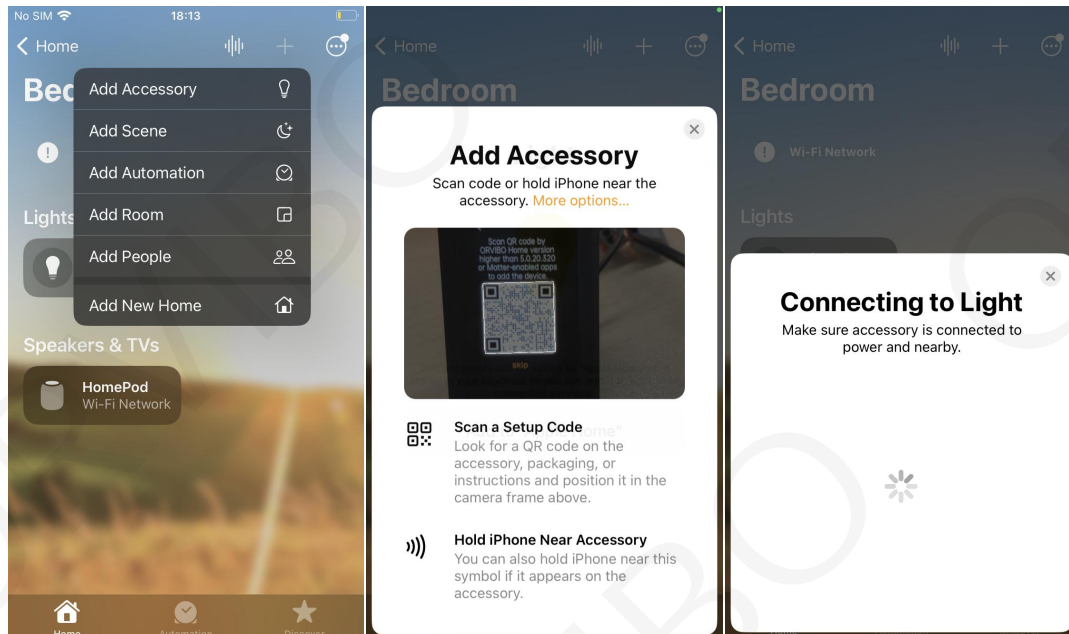 No SIM
18:13
Home
Bed
Add Accessory
Add Scene
Add Automation
Add Room
Add People
Add New Home
Lights
Speakers & TVs
HomePod
Wi-Fi Network
Home
Automation
Discover
Home
Bedroom
Add Accessory
Scan code or hold iPhone near the
accessory. More options...
Scan QR code by
ORVIBO Home version
higher than 5.0.20.320
or Matter-enabled apps
to add the device.
skip
Scan a Setup Code
Look for a QR code on the
accessory, packaging, or
instructions and position it in the
camera frame above.
Hold iPhone Near Accessory
You can also hold iPhone near this
symbol if it appears on the
accessory.
Home
Bedroom
Wi-Fi Network
Lights
Connecting to Light
Make sure accessory is connected to
power and nearby.